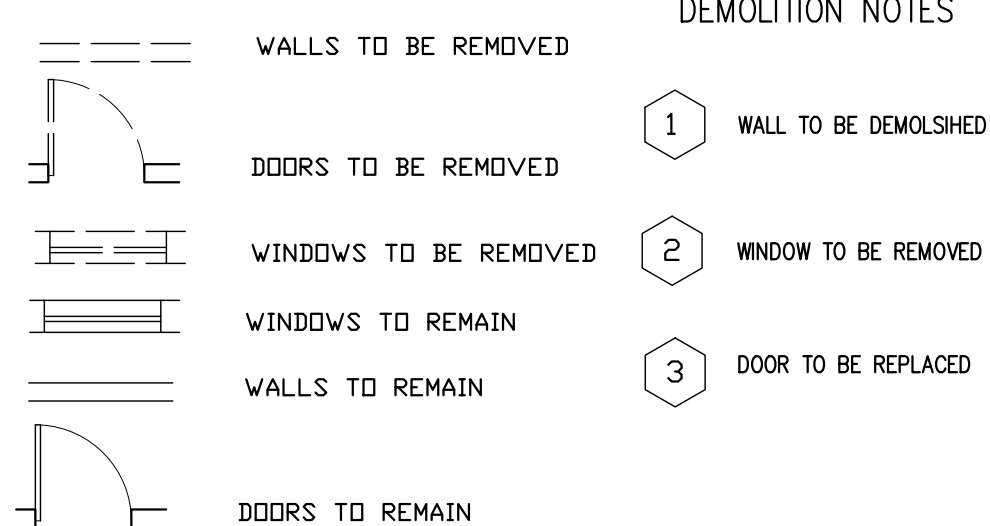 WALLS TO BE REMOVED
DOORS TO BE REMOVED
WINDOWS TO BE REMOVED
WINDOWS TO REMAIN
WALLS TO REMAIN
DOORS TO REMAIN
DEMOLITION NOTES
1 WALL TO BE DEMOLSIHED
2 WINDOW TO BE REMOVED
3 DOOR TO BE REPLACED